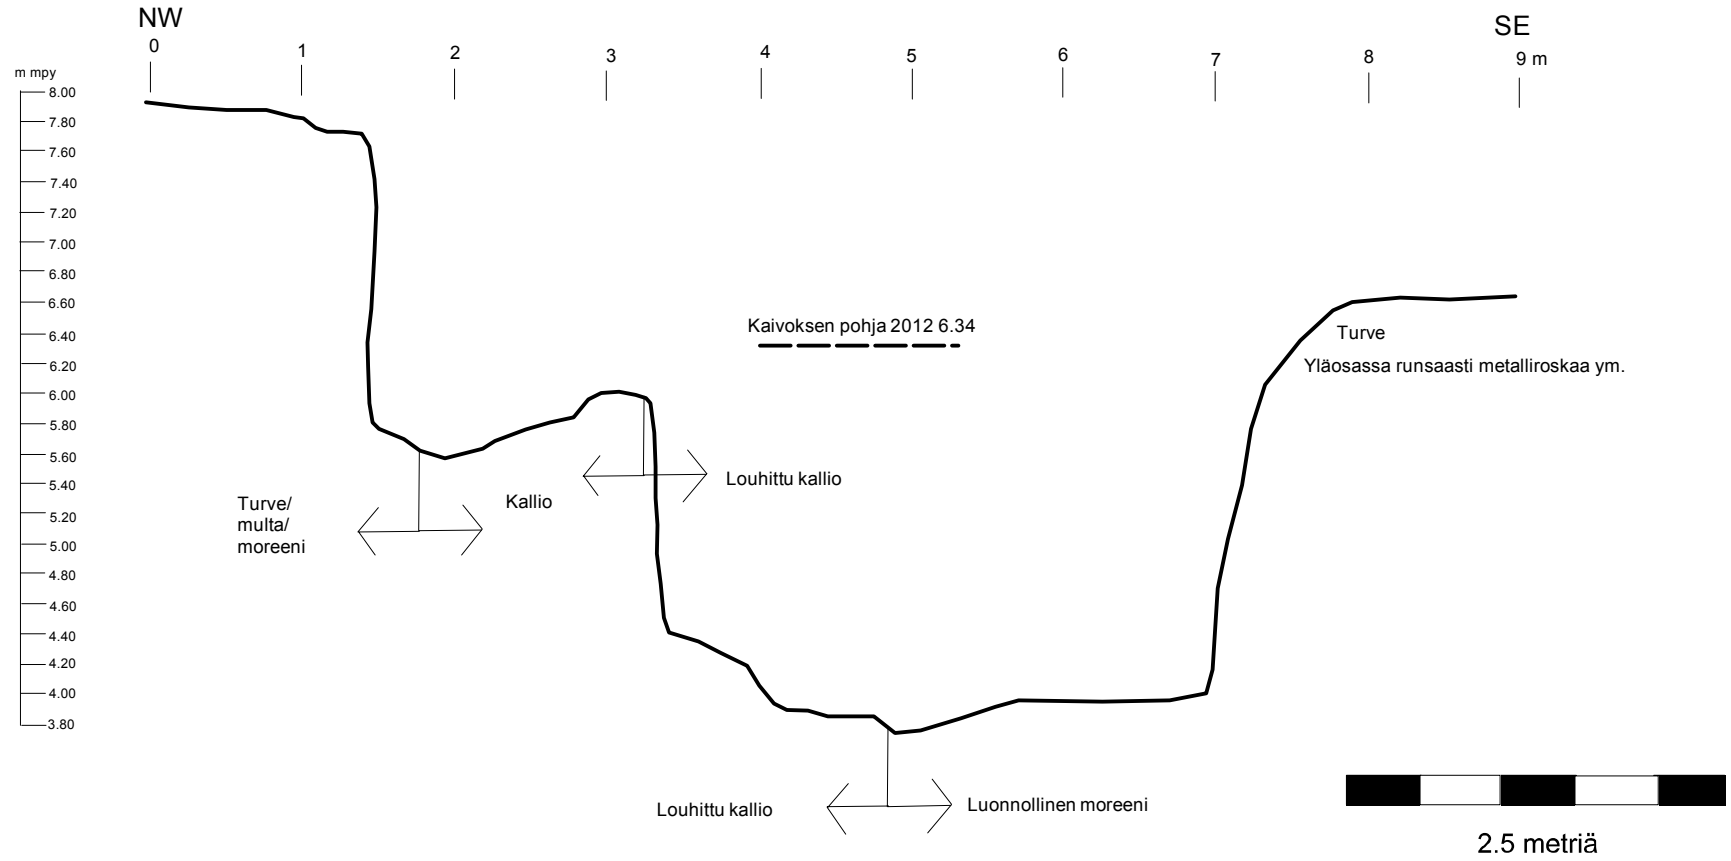 NW
SE
0
1
2
3
4
5
6
7
8
9 m
m mpy
8.00
7.80
7.60
7.40
7.20
7.00
6.80
6.60
6.40
6.20
6.00
5.80
5.60
5.40
5.20
5.00
4.80
4.60
4.40
4.20
4.00
3.80
Kaivoksen pohja 2012 6.34
Turve
Yläosassa runsaasti metalliroskaa ym.
Louhittu kallio
Kallio
Turve/
multa/
moreeni
Louhittu kallio
Luonnollinen moreeni
2.5 metriä